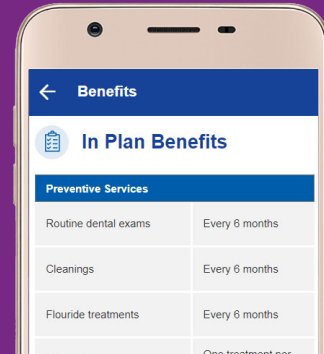 Benefits
In Plan Benefits
Preventive Services
Routine dental exams Every 6 months
Cleanings Every 6 months
Flouride treatments Every 6 months
One treatment per